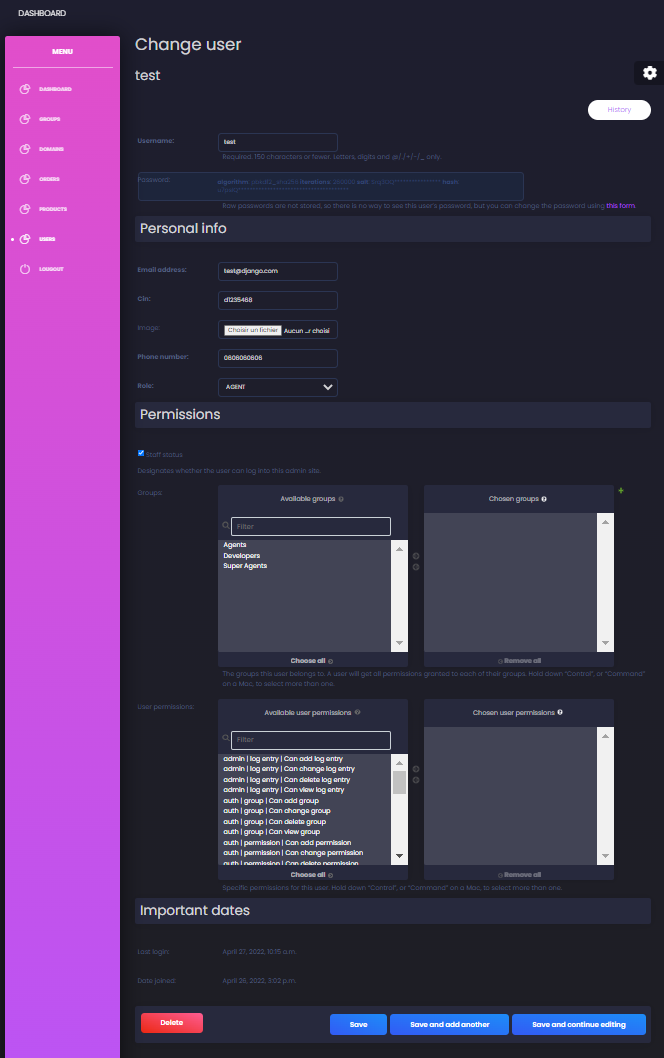 DASHBOARD
MENU
DASHBOARD
GROUPS
DOMAINS
ORDERS
PRODUCTS
USERS
LOUGOUT
Change user
test
History
Username:
test
Required. 150 characters or fewer. Letters, digits and @/./+/-/_ only.
Password:
algorithm: pbkdf2_sha256 iterations: salt: hash:
Raw passwords are not stored, so there is no way to see this user's password, but you can change the password using this form.
Personal info
Email address:
test@django.com
Cin:
d1235468
Image:
Choisir un fichier Aucun ...r choisi
Phone number:
0606060606
Role:
AGENT
Permissions
Staff status
Designates whether the user can log into this admin site.
Groups:
Available groups
Filter
Agents
Developers
Super Agents
Choose all
Chosen groups
Remove all
The groups this user belongs to. A user will get all permissions granted to each of their groups. Hold down "Control", or "Command"
on a Mac, to select more than one.
User permissions:
Available user permissions
Filter
admin | log entry | Can add log entry
admin | log entry | Can change log entry
admin | log entry | Can delete log entry
admin | log entry | Can view log entry
auth | group | Can add group
auth | group | Can change group
auth | group | Can delete group
auth | group | Can view group
auth | permission | Can add permission
auth | permission | Can change permission
auth | permission | Can delete permission
Choose all
Chosen user permissions
Remove all
Specific permissions for this user. Hold down "Control", or "Command" on a Mac, to select more than one.
Important dates
Last login:
April 27, 2022, 10:15 a.m.
Date joined:
April 26, 2022, 3:02 p.m.
Delete
Save
Save and add another
Save and continue editing